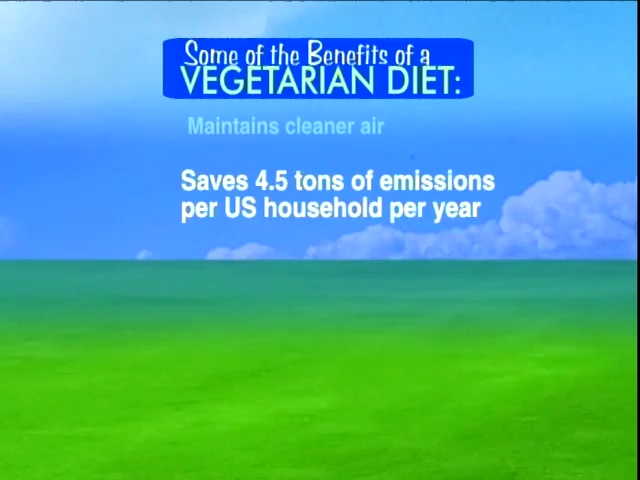 Some of the Benefits of a
VEGETARIAN DIET:
Maintains cleaner air
Saves 4.5 tons of emissions
per US household per year